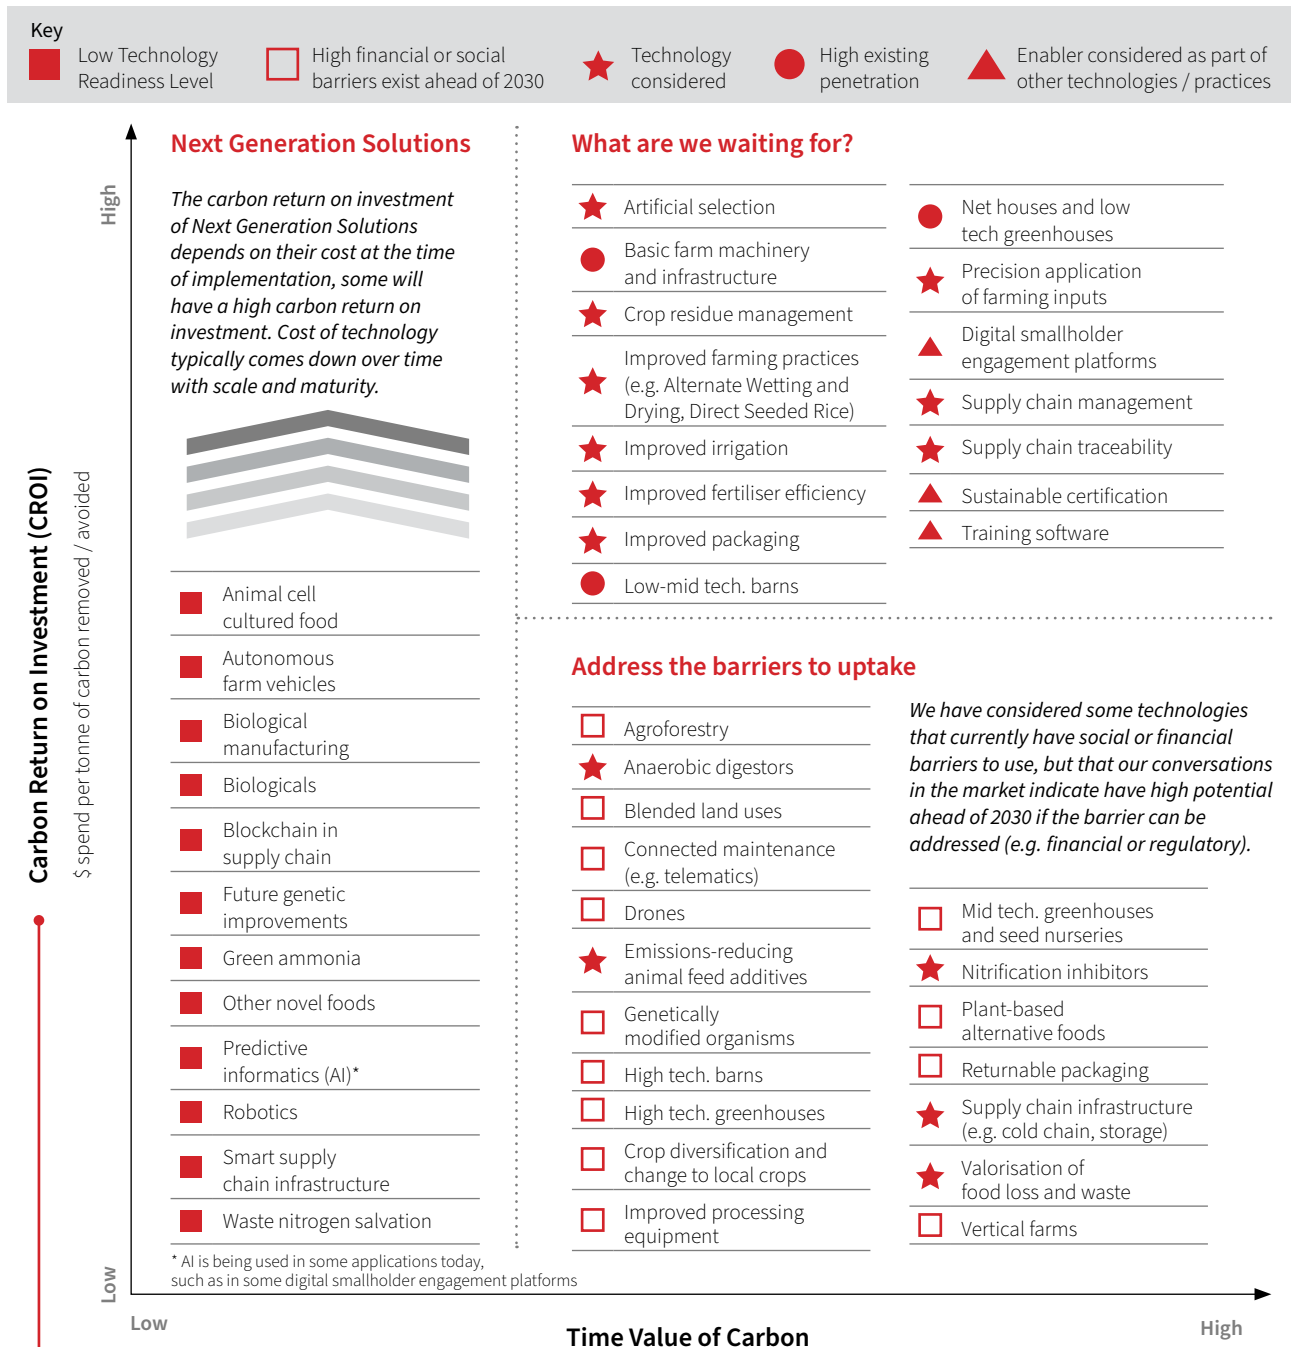 Key
Low Technology
Readiness Level
High financial or social
barriers exist ahead of 2030
Technology
considered
High existing
penetration
Enabler considered as part of
other technologies / practices
Carbon Return on Investment (CROI)
$ spend per tonne of carbon removed / avoided
High
Low
Next Generation Solutions
The carbon return on investment
of Next Generation Solutions
depends on their cost at the time
of implementation, some will
have a high carbon return on
investment. Cost of technology
typically comes down over time
with scale and maturity.
Animal cell
cultured food
Autonomous
farm vehicles
Biological
manufacturing
Biologicals
Blockchain in
supply chain
Future genetic
improvements
Green ammonia
Other novel foods
Predictive
informatics (AI)*
Robotics
Smart supply
chain infrastructure
Waste nitrogen salvation
* AI is being used in some applications today,
such as in some digital smallholder engagement platforms
What are we waiting for?
Artificial selection
Basic farm machinery
and infrastructure
Crop residue management
Improved farming practices
(e.g. Alternate Wetting and
Drying, Direct Seeded Rice)
Improved irrigation
Improved fertiliser efficiency
Improved packaging
Low-mid tech. barns
Net houses and low
tech greenhouses
Precision application
of farming inputs
Digital smallholder
engagement platforms
Supply chain management
Supply chain traceability
Sustainable certification
Training software
Address the barriers to uptake
Agroforestry
Anaerobic digestors
Blended land uses
Connected maintenance
(e.g. telematics)
Drones
Emissions-reducing
animal feed additives
Genetically
modified organisms
High tech. barns
High tech. greenhouses
Crop diversification and
change to local crops
Improved processing
equipment
We have considered some technologies
that currently have social or financial
barriers to use, but that our conversations
in the market indicate have high potential
ahead of 2030 if the barrier can be
addressed (e.g. financial or regulatory).
Mid tech. greenhouses
and seed nurseries
Nitrification inhibitors
Plant-based
alternative foods
Returnable packaging
Supply chain infrastructure
(e.g. cold chain, storage)
Valorisation of
food loss and waste
Vertical farms
Low
Time Value of Carbon
High